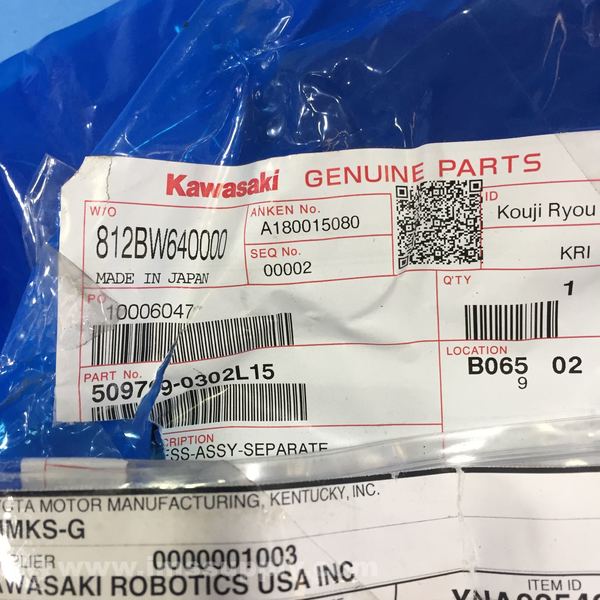 Kawasaki GENUINE PARTS
W/O
812BW640000
MADE IN JAPAN
ANKEN No.
A180015080
SEQ No.
00002
ID
Kouji Ryou
KRI
PO
10006047
Q'TY
1
PART No.
LOCATION
B065 02
9
ESS-ASSY-SEPARATE
MOTOR MANUFACTURING, KENTUCKY, INC.
MKS-G
0000001003
AWASAKI ROBOTICS USA INC
ITEM ID